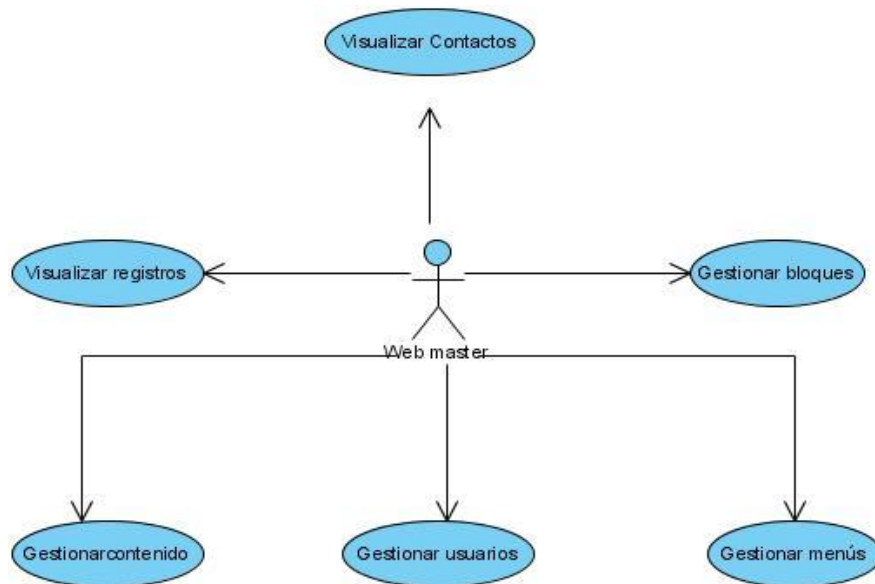 Visualizar Contactos
Visualizar registros
Gestionar bloques
Web master
Gestionarcontenido
Gestionar usuarios
Gestionar menús